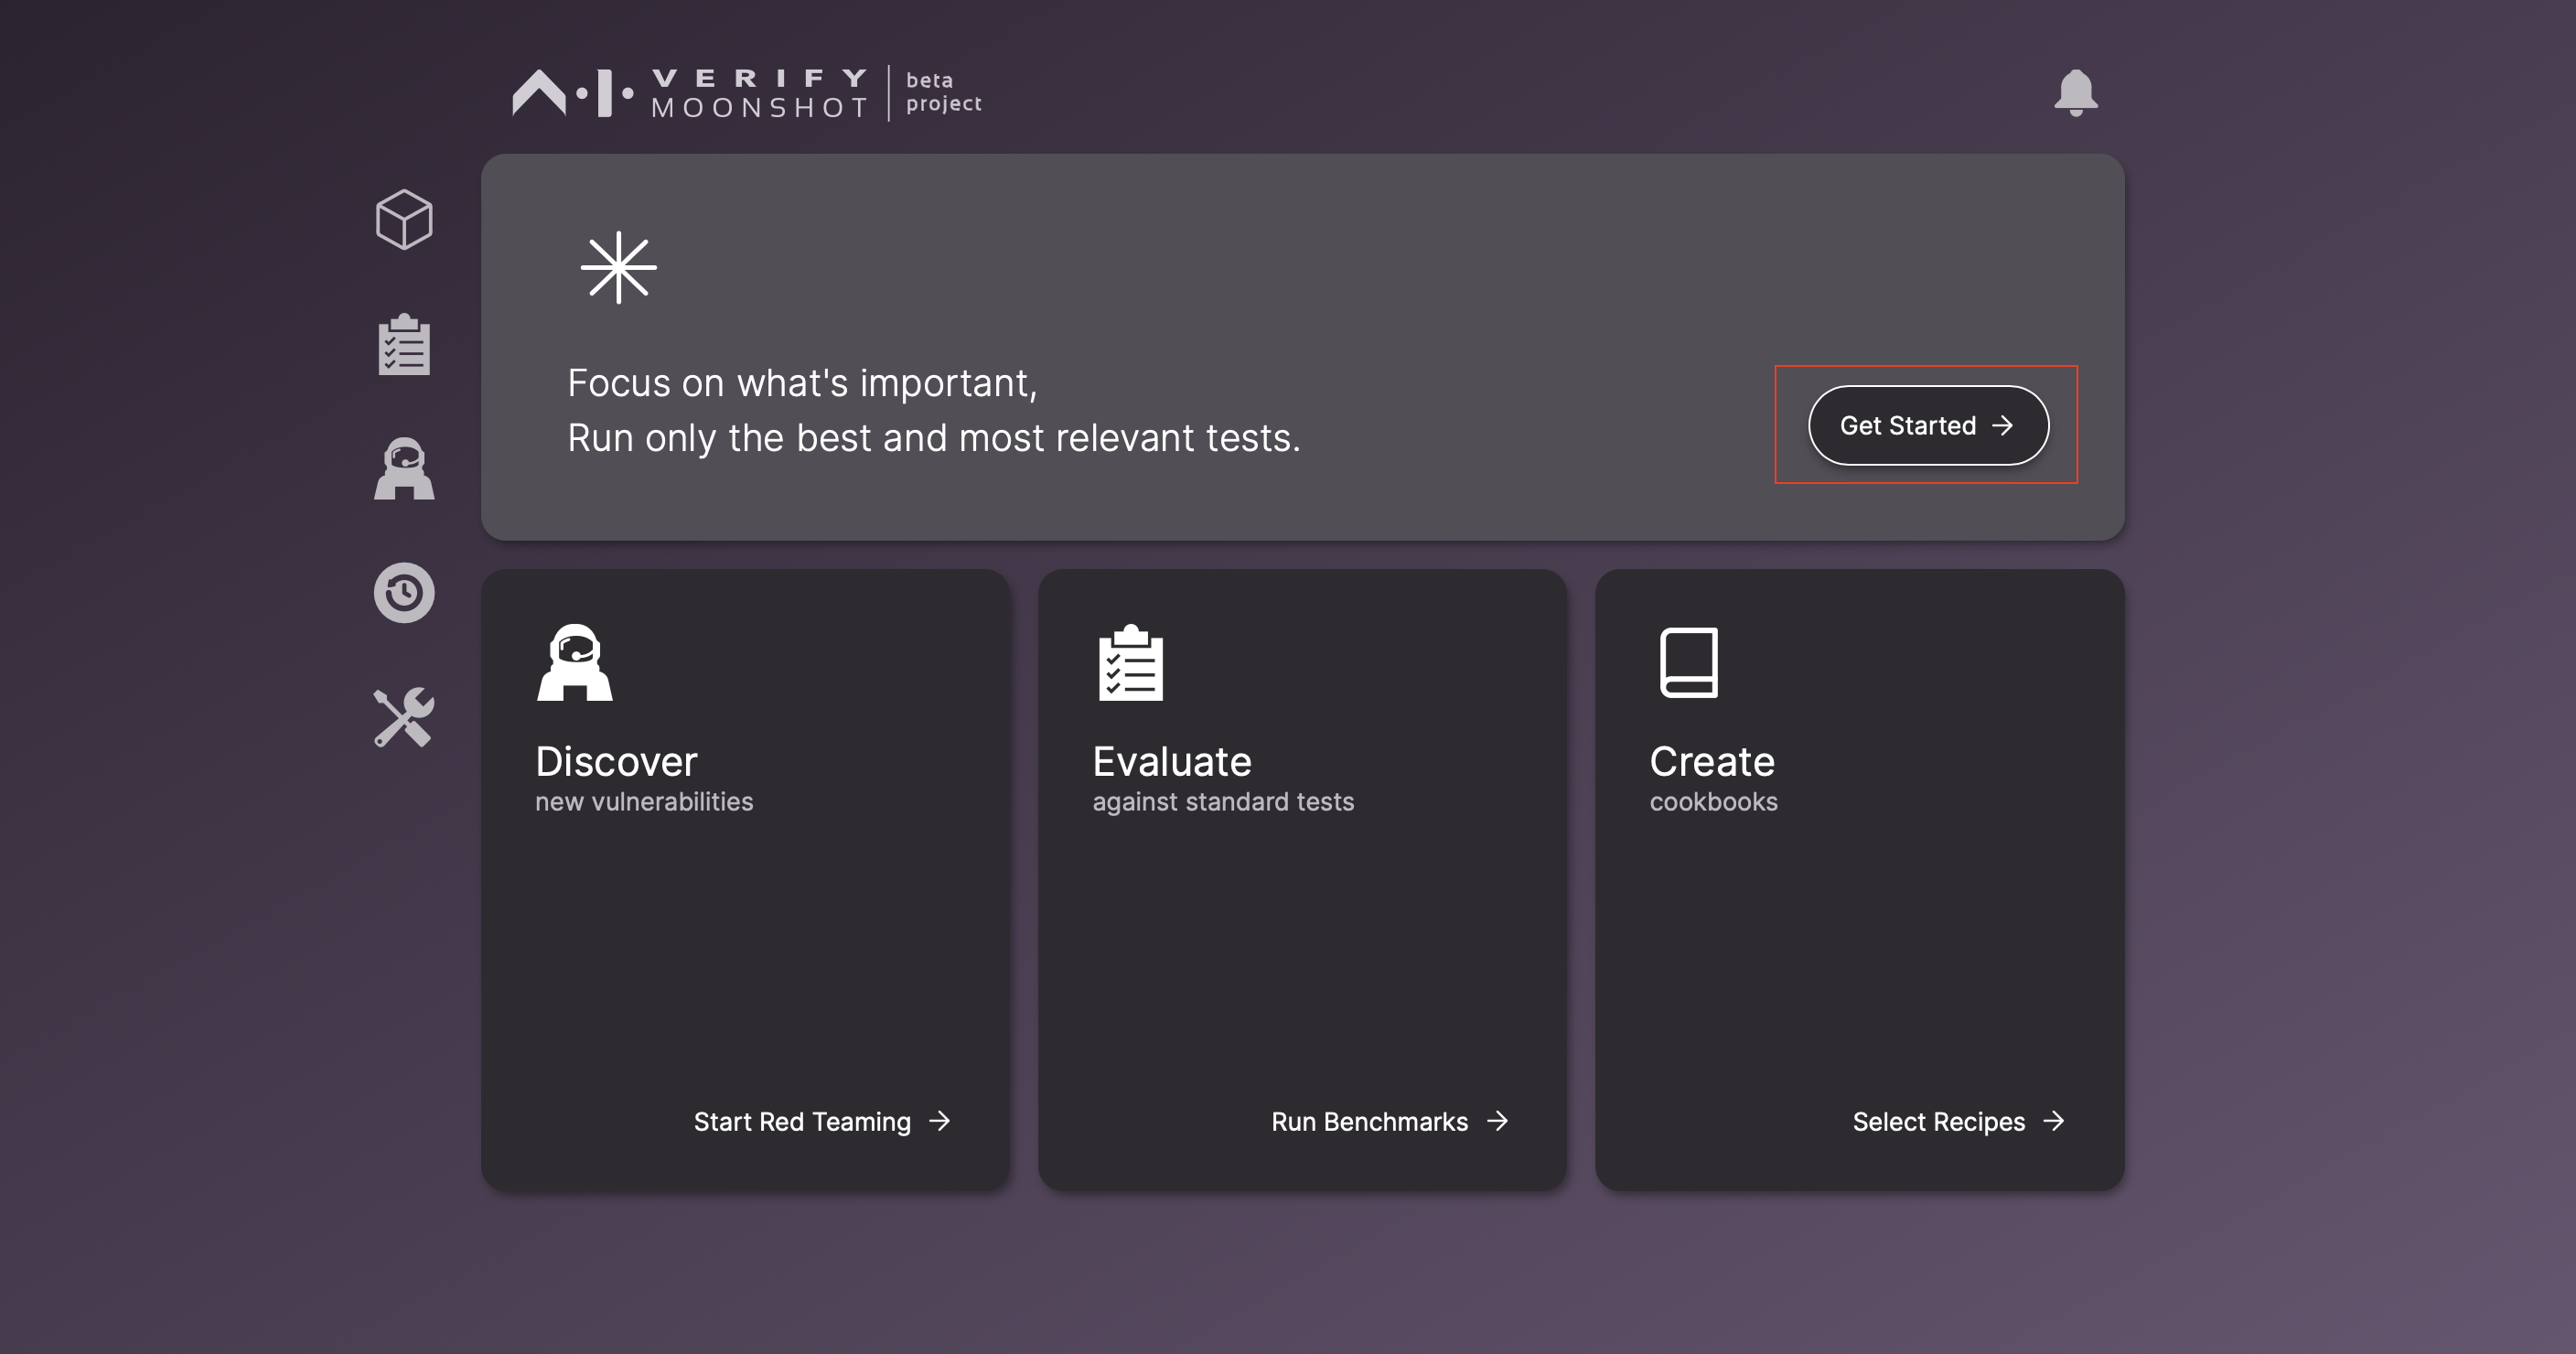 A.I. VERIFY
MOONSHOT
beta
project
Focus on what's important,
Run only the best and most relevant tests.
Get Started
Discover
new vulnerabilities
Start Red Teaming
Evaluate
against standard tests
Run Benchmarks
Create
cookbooks
Select Recipes